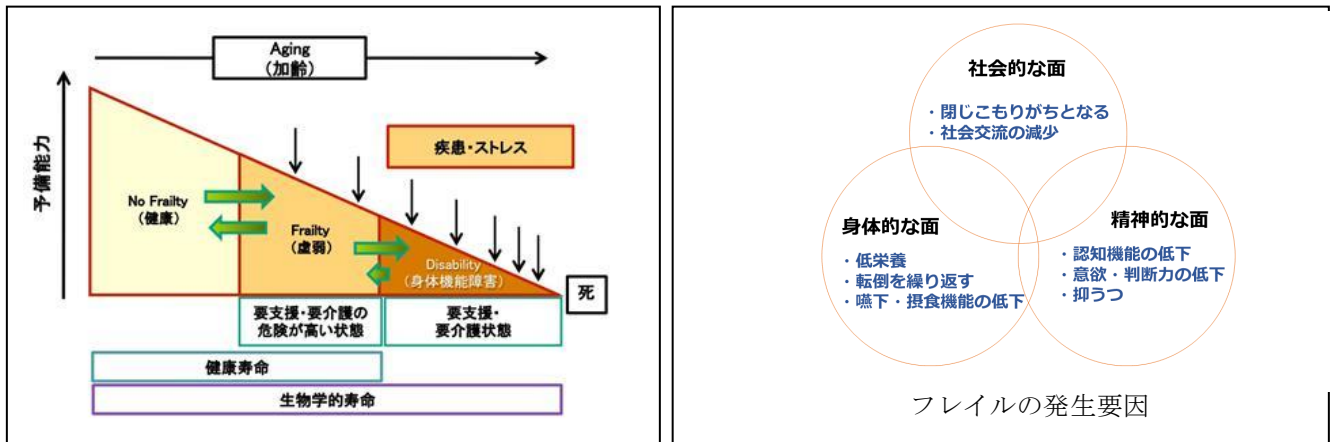 Aging
(加齢)
予備能力
疾患・ストレス
No Frailty
(健康)
Frailty
(虚弱)
Disability
(身体機能障害)
死
要支援・要介護の
危険が高い状態
要支援・
要介護状態
健康寿命
生物学的寿命
社会的な面
・閉じこもりがちとなる
・社会交流の減少
身体的な面
・低栄養
・転倒を繰り返す
・嚥下・摂食機能の低下
精神的な面
・認知機能の低下
・意欲・判断力の低下
・抑うつ
フレイルの発生要因